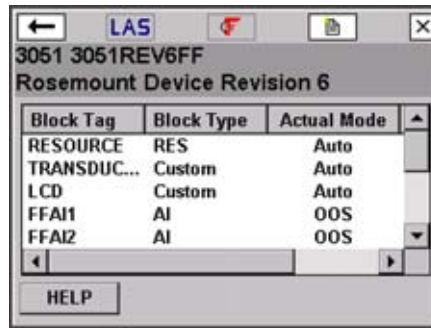 LAS
3051 3051REV6FF
Rosemount Device Revision 6
Block Tag Block Type Actual Mode
RESOURCE RES Auto
TRANSDUC... Custom Auto
LCD Custom Auto
FFAI1 AI OOS
FFAI2 AI OOS
HELP